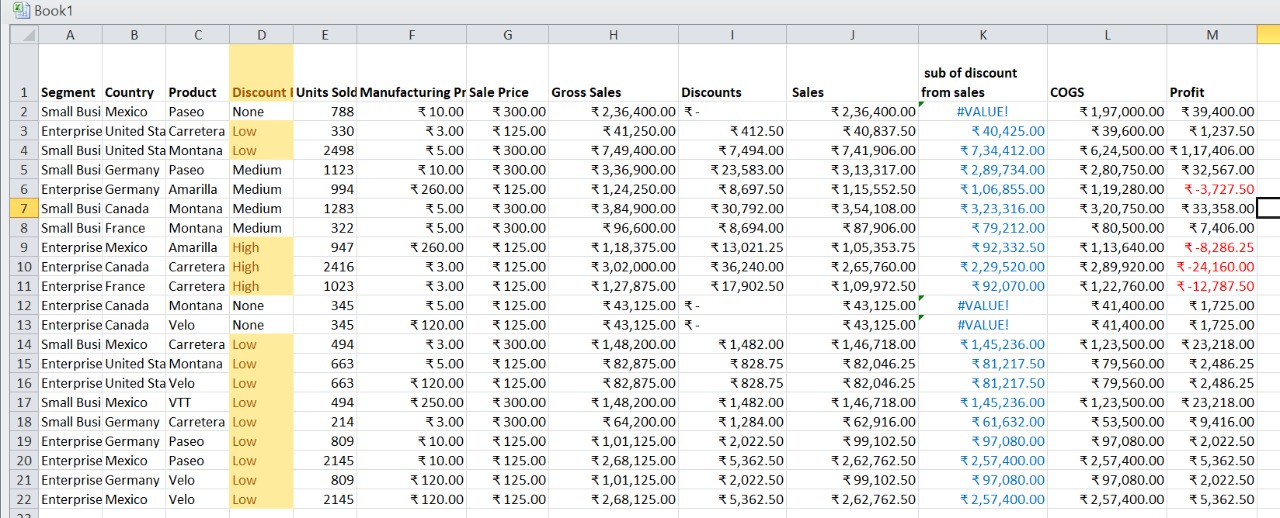 Book1
A B C D E F G H I J K L M
1 Segment Country Product Discount I Units Sold Manufacturing Pr Sale Price Gross Sales Discounts Sales sub of discount from sales COGS Profit
2 Small Busi Mexico Paseo None 788 ₹ 10.00 ₹ 300.00 ₹ 2,36,400.00 ₹ - ₹ 2,36,400.00 #VALUE! ₹ 1,97,000.00 ₹ 39,400.00
3 Enterprise United Sta Carretera Low 330 ₹ 3.00 ₹ 125.00 ₹ 41,250.00 ₹ 412.50 ₹ 40,837.50 ₹ 40,425.00 ₹ 39,600.00 ₹ 1,237.50
4 Small Busi United Sta Montana Low 2498 ₹ 5.00 ₹ 300.00 ₹ 7,49,400.00 ₹ 7,494.00 ₹ 7,41,906.00 ₹ 7,34,412.00 ₹ 6,24,500.00 ₹ 1,17,406.00
5 Small Busi Germany Paseo Medium 1123 ₹ 10.00 ₹ 300.00 ₹ 3,36,900.00 ₹ 23,583.00 ₹ 3,13,317.00 ₹ 2,89,734.00 ₹ 2,80,750.00 ₹ 32,567.00
6 Enterprise Germany Amarilla Medium 994 ₹ 260.00 ₹ 125.00 ₹ 1,24,250.00 ₹ 8,697.50 ₹ 1,15,552.50 ₹ 1,06,855.00 ₹ 1,19,280.00 ₹ -3,727.50
7 Small Busi Canada Montana Medium 1283 ₹ 5.00 ₹ 300.00 ₹ 3,84,900.00 ₹ 30,792.00 ₹ 3,54,108.00 ₹ 3,23,316.00 ₹ 3,20,750.00 ₹ 33,358.00
8 Small Busi France Montana Medium 322 ₹ 5.00 ₹ 300.00 ₹ 96,600.00 ₹ 8,694.00 ₹ 87,906.00 ₹ 79,212.00 ₹ 80,500.00 ₹ 7,406.00
9 Enterprise Mexico Amarilla High 947 ₹ 260.00 ₹ 125.00 ₹ 1,18,375.00 ₹ 13,021.25 ₹ 1,05,353.75 ₹ 92,332.50 ₹ 1,13,640.00 ₹ -8,286.25
10 Enterprise Canada Carretera High 2416 ₹ 3.00 ₹ 125.00 ₹ 3,02,000.00 ₹ 36,240.00 ₹ 2,65,760.00 ₹ 2,29,520.00 ₹ 2,89,920.00 ₹ -24,160.00
11 Enterprise France Carretera High 1023 ₹ 3.00 ₹ 125.00 ₹ 1,27,875.00 ₹ 17,902.50 ₹ 1,09,972.50 ₹ 92,070.00 ₹ 1,22,760.00 ₹ -12,787.50
12 Enterprise Canada Montana None 345 ₹ 5.00 ₹ 125.00 ₹ 43,125.00 ₹ - ₹ 43,125.00 #VALUE! ₹ 41,400.00 ₹ 1,725.00
13 Enterprise Canada Velo None 345 ₹ 120.00 ₹ 125.00 ₹ 43,125.00 ₹ - ₹ 43,125.00 #VALUE! ₹ 41,400.00 ₹ 1,725.00
14 Small Busi Mexico Carretera Low 494 ₹ 3.00 ₹ 300.00 ₹ 1,48,200.00 ₹ 1,482.00 ₹ 1,46,718.00 ₹ 1,45,236.00 ₹ 1,23,500.00 ₹ 23,218.00
15 Enterprise United Sta Montana Low 663 ₹ 5.00 ₹ 125.00 ₹ 82,875.00 ₹ 828.75 ₹ 82,046.25 ₹ 81,217.50 ₹ 79,560.00 ₹ 2,486.25
16 Enterprise United Sta Velo Low 663 ₹ 120.00 ₹ 125.00 ₹ 82,875.00 ₹ 828.75 ₹ 82,046.25 ₹ 81,217.50 ₹ 79,560.00 ₹ 2,486.25
17 Small Busi Mexico VTT Low 494 ₹ 250.00 ₹ 300.00 ₹ 1,48,200.00 ₹ 1,482.00 ₹ 1,46,718.00 ₹ 1,45,236.00 ₹ 1,23,500.00 ₹ 23,218.00
18 Small Busi Germany Carretera Low 214 ₹ 3.00 ₹ 300.00 ₹ 64,200.00 ₹ 1,284.00 ₹ 62,916.00 ₹ 61,632.00 ₹ 53,500.00 ₹ 9,416.00
19 Enterprise Germany Paseo Low 809 ₹ 10.00 ₹ 125.00 ₹ 1,01,125.00 ₹ 2,022.50 ₹ 99,102.50 ₹ 97,080.00 ₹ 97,080.00 ₹ 2,022.50
20 Enterprise Mexico Paseo Low 2145 ₹ 10.00 ₹ 125.00 ₹ 2,68,125.00 ₹ 5,362.50 ₹ 2,62,762.50 ₹ 2,57,400.00 ₹ 2,57,400.00 ₹ 5,362.50
21 Enterprise Germany Velo Low 809 ₹ 120.00 ₹ 125.00 ₹ 1,01,125.00 ₹ 2,022.50 ₹ 99,102.50 ₹ 97,080.00 ₹ 97,080.00 ₹ 2,022.50
22 Enterprise Mexico Velo Low 2145 ₹ 120.00 ₹ 125.00 ₹ 2,68,125.00 ₹ 5,362.50 ₹ 2,62,762.50 ₹ 2,57,400.00 ₹ 2,57,400.00 ₹ 5,362.50